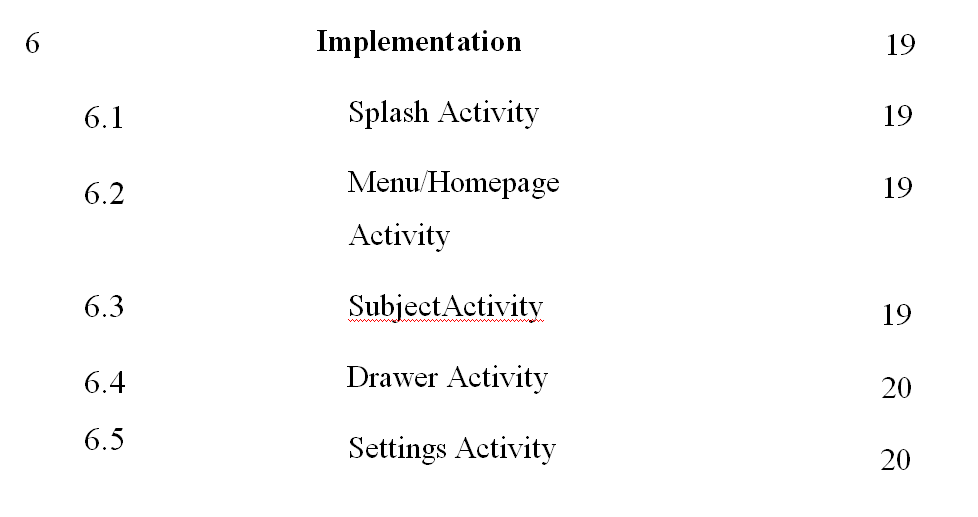 6 Implementation 19
6.1 Splash Activity 19
6.2 Menu/Homepage 19
Activity
6.3 SubjectActivity 19
6.4 Drawer Activity 20
6.5 Settings Activity 20